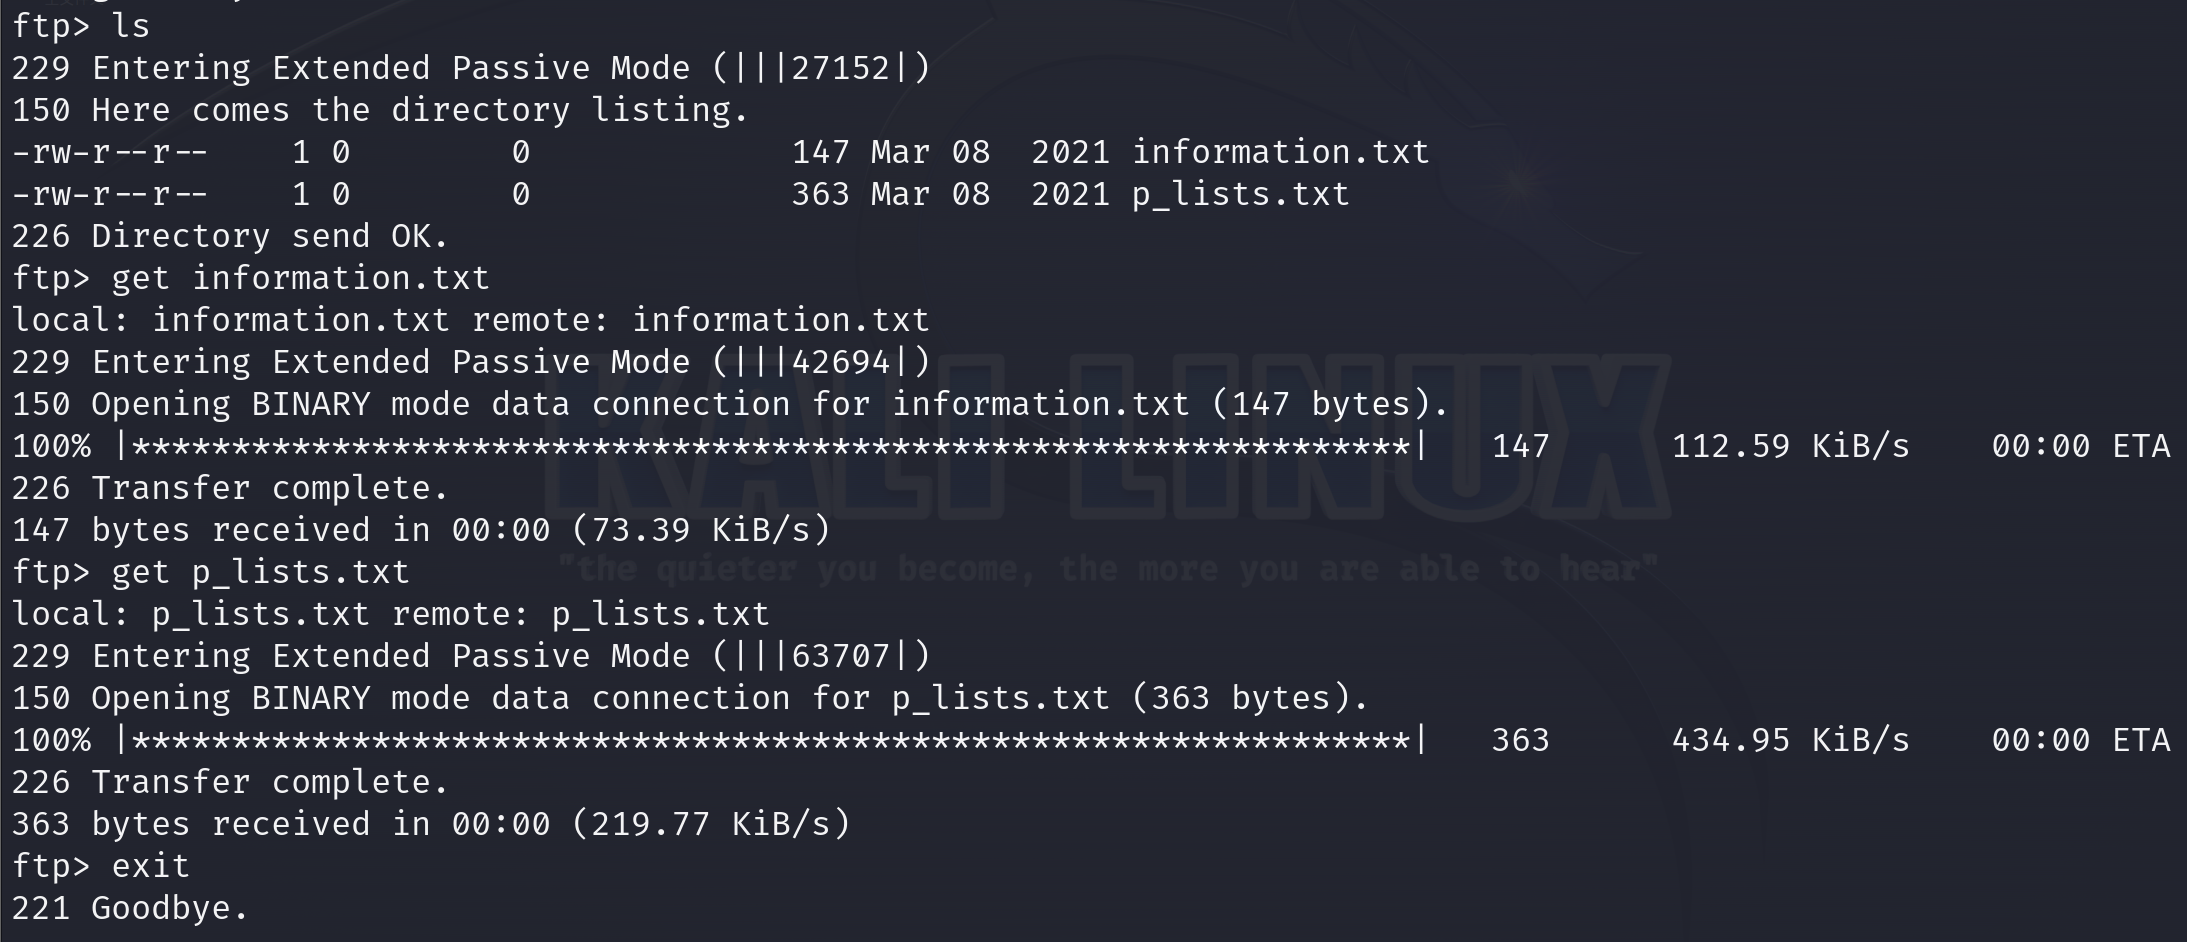 ftp> ls
229 Entering Extended Passive Mode (|||27152|)
150 Here comes the directory listing.
-rw-r--r--    1 0        0             147 Mar 08  2021 information.txt
-rw-r--r--    1 0        0             363 Mar 08  2021 p_lists.txt
226 Directory send OK.
ftp> get information.txt
local: information.txt remote: information.txt
229 Entering Extended Passive Mode (|||42694|)
150 Opening BINARY mode data connection for information.txt (147 bytes).
100% |****************************************************************|   147      112.59 KiB/s    00:00 ETA
226 Transfer complete.
147 bytes received in 00:00 (73.39 KiB/s)
ftp> get p_lists.txt
local: p_lists.txt remote: p_lists.txt
229 Entering Extended Passive Mode (|||63707|)
150 Opening BINARY mode data connection for p_lists.txt (363 bytes).
100% |****************************************************************|   363      434.95 KiB/s    00:00 ETA
226 Transfer complete.
363 bytes received in 00:00 (219.77 KiB/s)
ftp> exit
221 Goodbye.
KALI LINUX
"the quieter you become, the more you are able to hear"